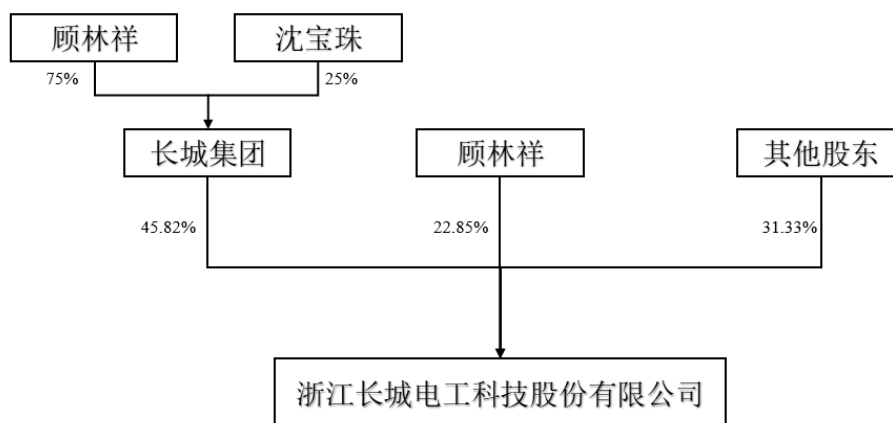 顾林祥
沈宝珠
75%
25%
长城集团
顾林祥
其他股东
45.82%
22.85%
31.33%
浙江长城电工科技股份有限公司